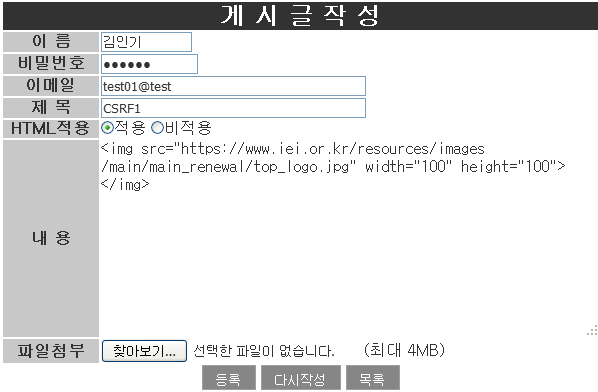 게 시 글 작 성
이 름 김인기
비밀번호 ●●●●●●
이메일 test01@test
제 목 CSRF1
HTML적용 적용 비적용
<img src="https://www.iei.or.kr/resources/images
/main/main_renewal/top_logo.jpg" width="100" height="100">
</img>
내 용
파일첨부 찾아보기... 선택한 파일이 없습니다. (최대 4MB)
등록 다시작성 목록